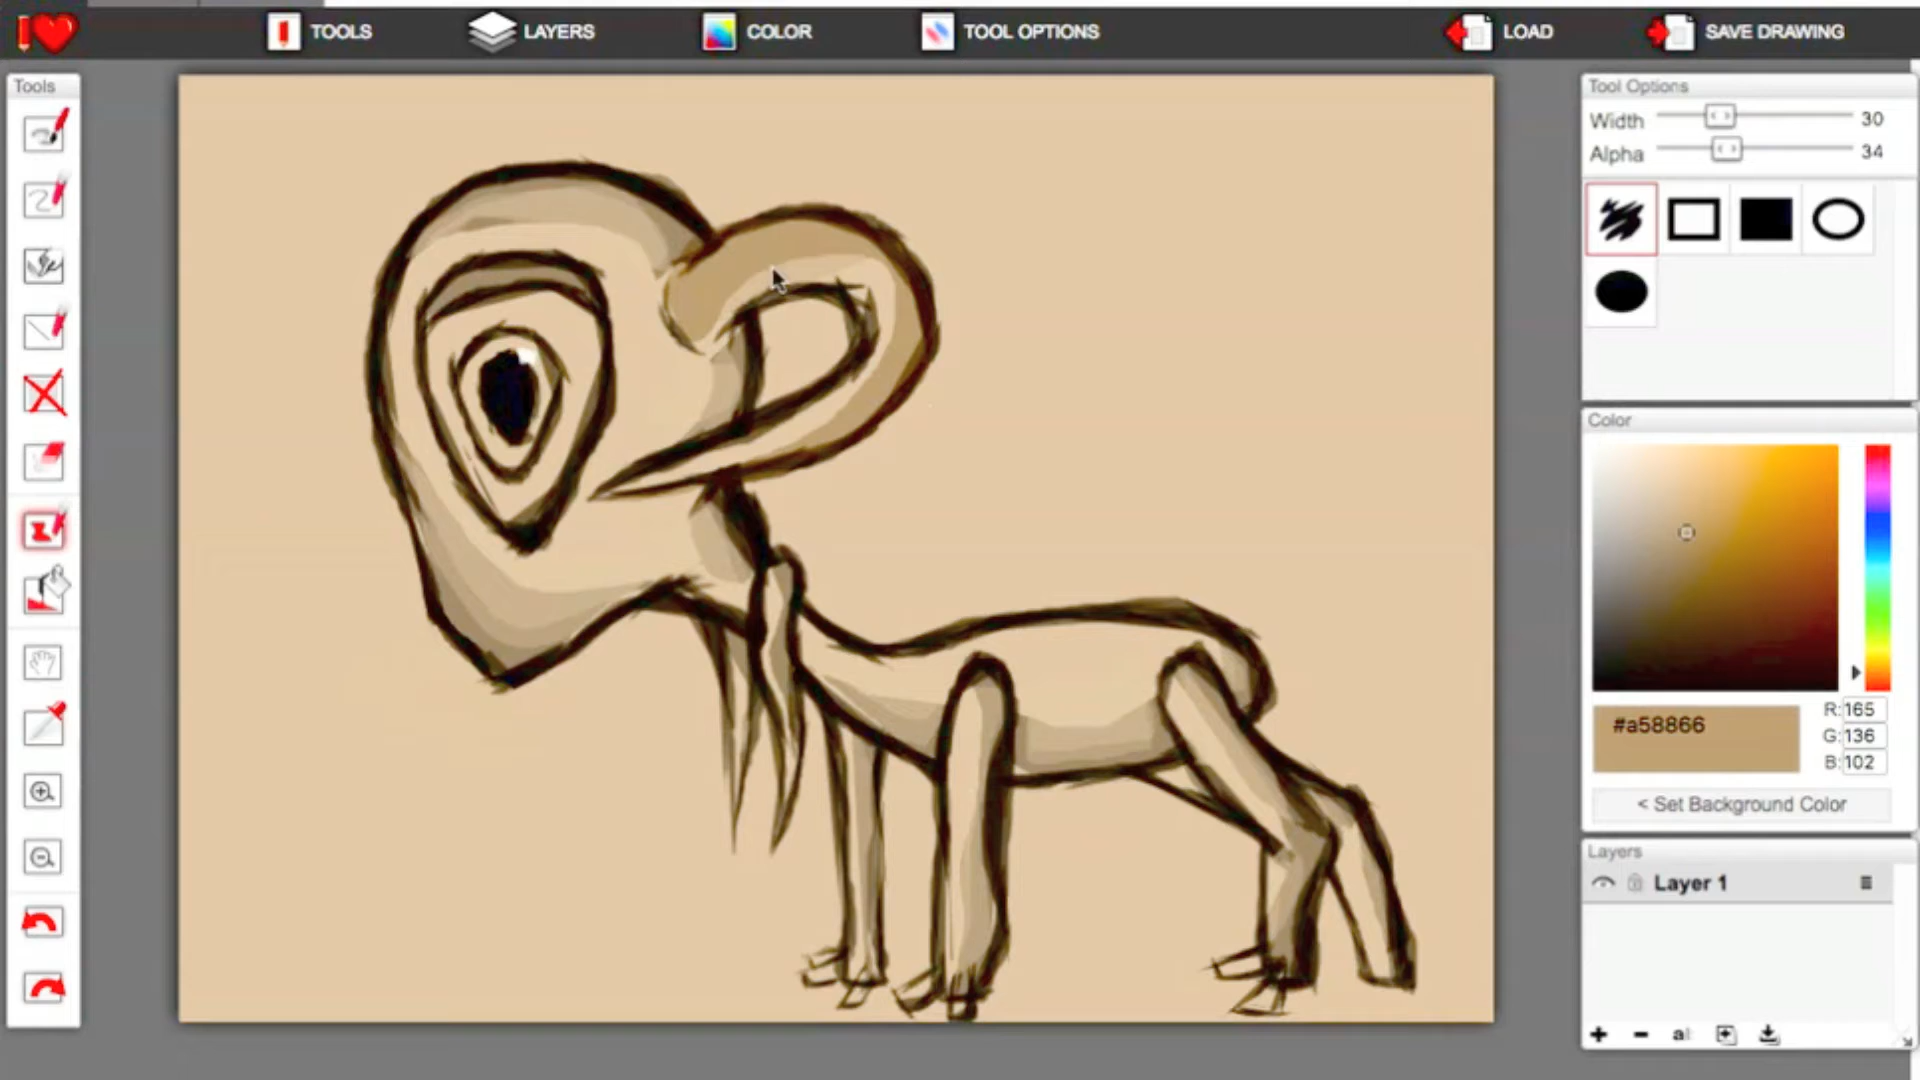 TOOLS
LAYERS
COLOR
TOOL OPTIONS
LOAD
SAVE DRAWING
Tools
Tool Options
Width 30
Alpha 34
Color
#a58866
R: 165
G: 136
B: 102
< Set Background Color
Layers
Layer 1